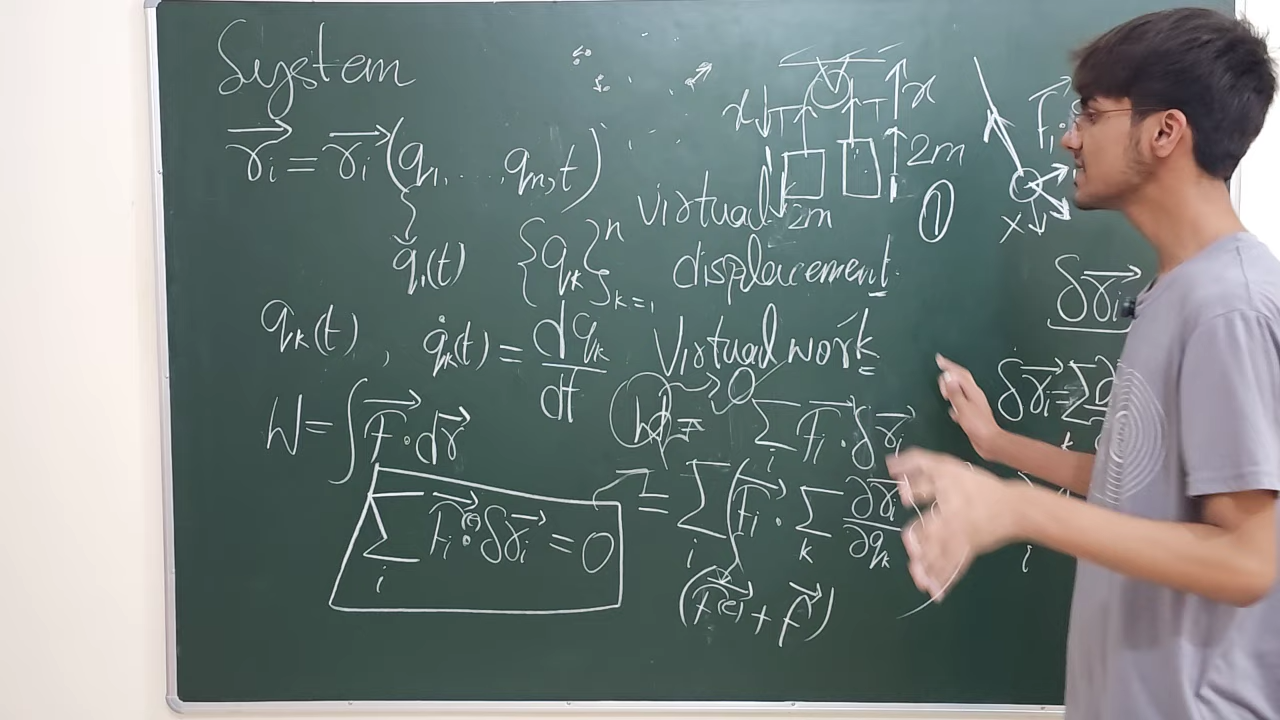 System
r⃗ᵢ = r⃗ᵢ (q₁, ..., qₙ, t)
q₁(t) {qₖ}ⁿₖ₌₁
qₖ(t) , q̇ₖ(t) = dqₖ/dt
W = ∫ F⃗ · dr⃗
Σᵢ F⃗ᵢ⁽ᵉ⁾ · δr⃗ᵢ = 0
virtual
displacement
Virtual work
0
= Σᵢ F⃗ᵢ · δr⃗ᵢ
= Σᵢ (F⃗ᵢ · Σₖ ∂r⃗ᵢ/∂qₖ
(F⃗⁽ᵉ⁾ + f⃗)
x T T x
2m 2m
①
F⃗ᵢ
X
δr⃗ᵢ
δr⃗ᵢ = Σₖ